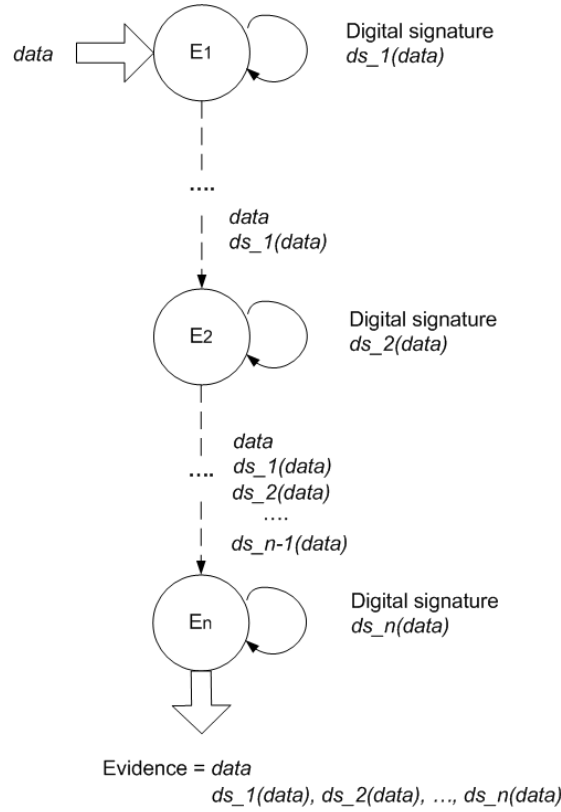 data
E1
Digital signature
ds_1(data)
....
data
ds_1(data)
E2
Digital signature
ds_2(data)
....
data
ds_1(data)
ds_2(data)
....
ds_n-1(data)
En
Digital signature
ds_n(data)
Evidence = data
ds_1(data), ds_2(data), ..., ds_n(data)